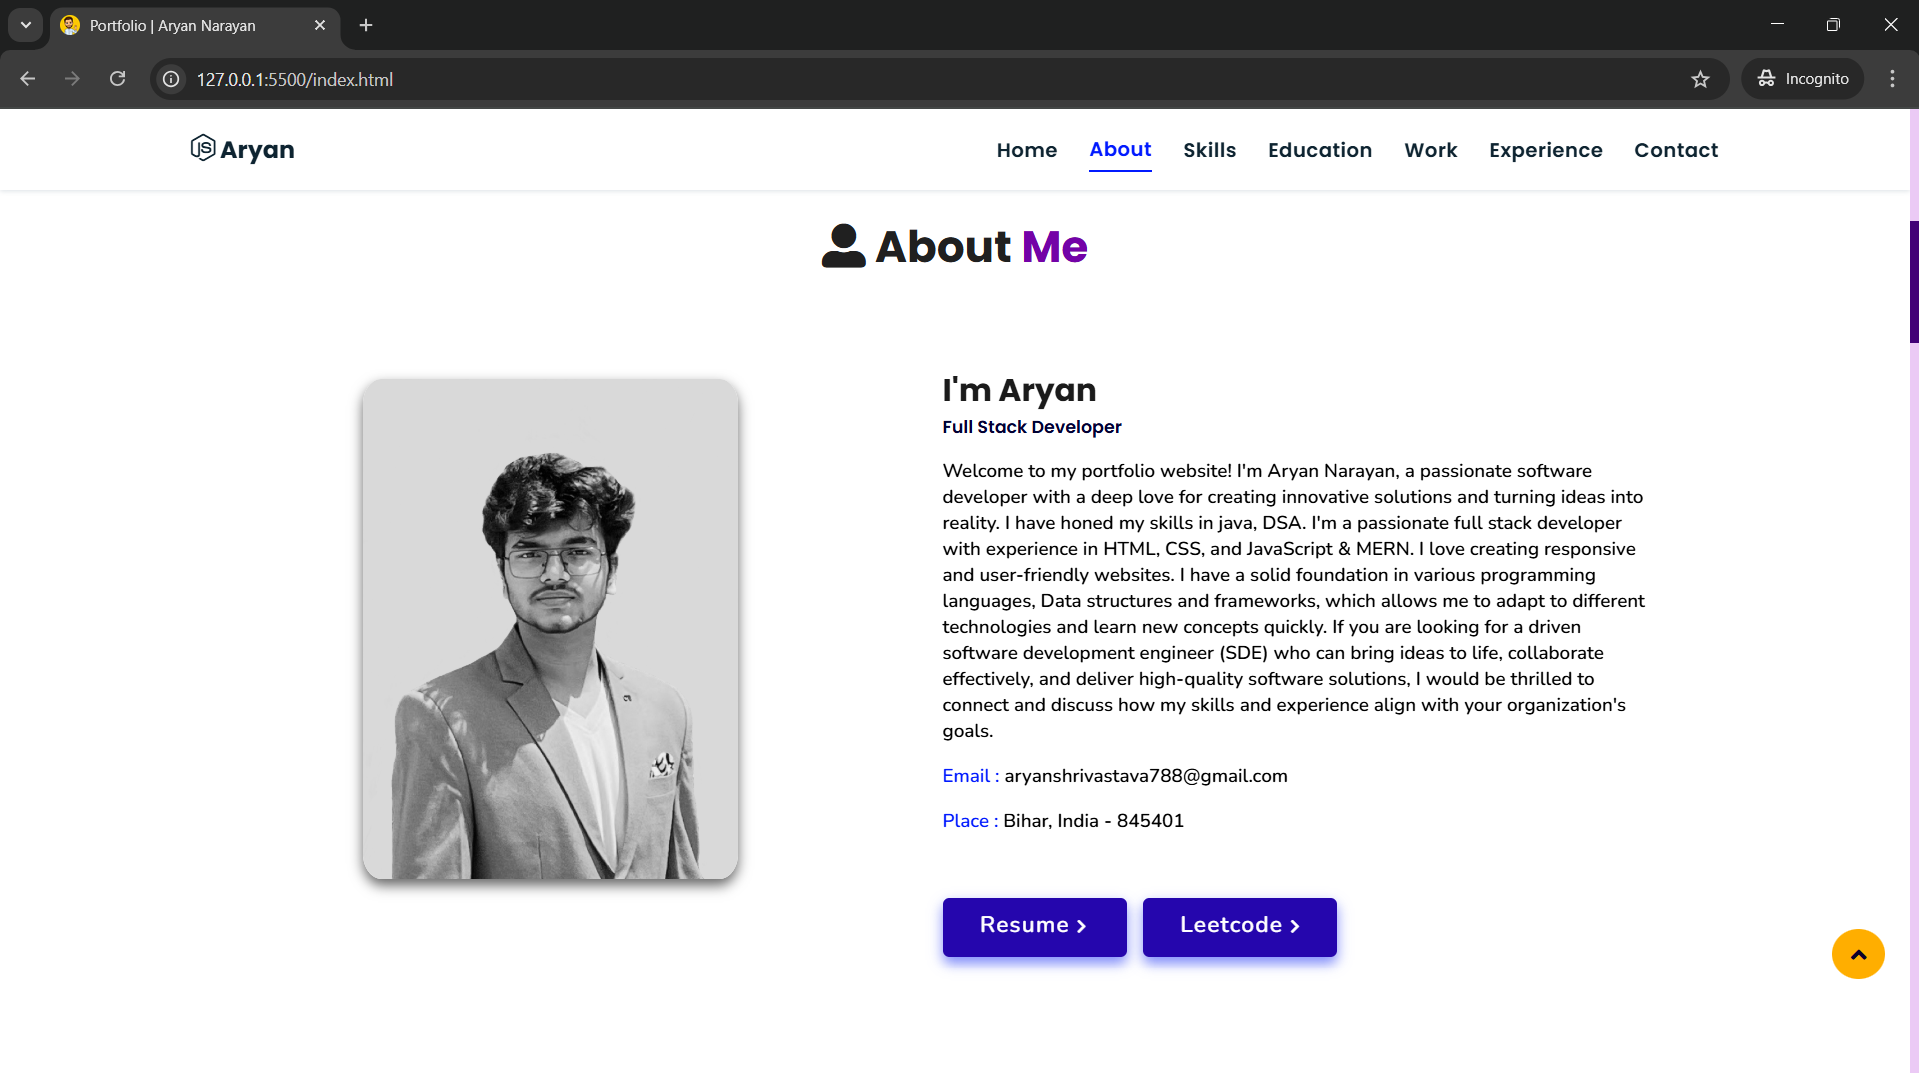 Portfolio | Aryan Narayan
127.0.0.1:5500/index.html
Incognito
JS Aryan
Home About Skills Education Work Experience Contact
About Me
I'm Aryan
Full Stack Developer
Welcome to my portfolio website! I'm Aryan Narayan, a passionate software
developer with a deep love for creating innovative solutions and turning ideas into
reality. I have honed my skills in java, DSA. I'm a passionate full stack developer
with experience in HTML, CSS, and JavaScript & MERN. I love creating responsive
and user-friendly websites. I have a solid foundation in various programming
languages, Data structures and frameworks, which allows me to adapt to different
technologies and learn new concepts quickly. If you are looking for a driven
software development engineer (SDE) who can bring ideas to life, collaborate
effectively, and deliver high-quality software solutions, I would be thrilled to
connect and discuss how my skills and experience align with your organization's
goals.
Email : aryanshrivastava788@gmail.com
Place : Bihar, India - 845401
Resume
Leetcode